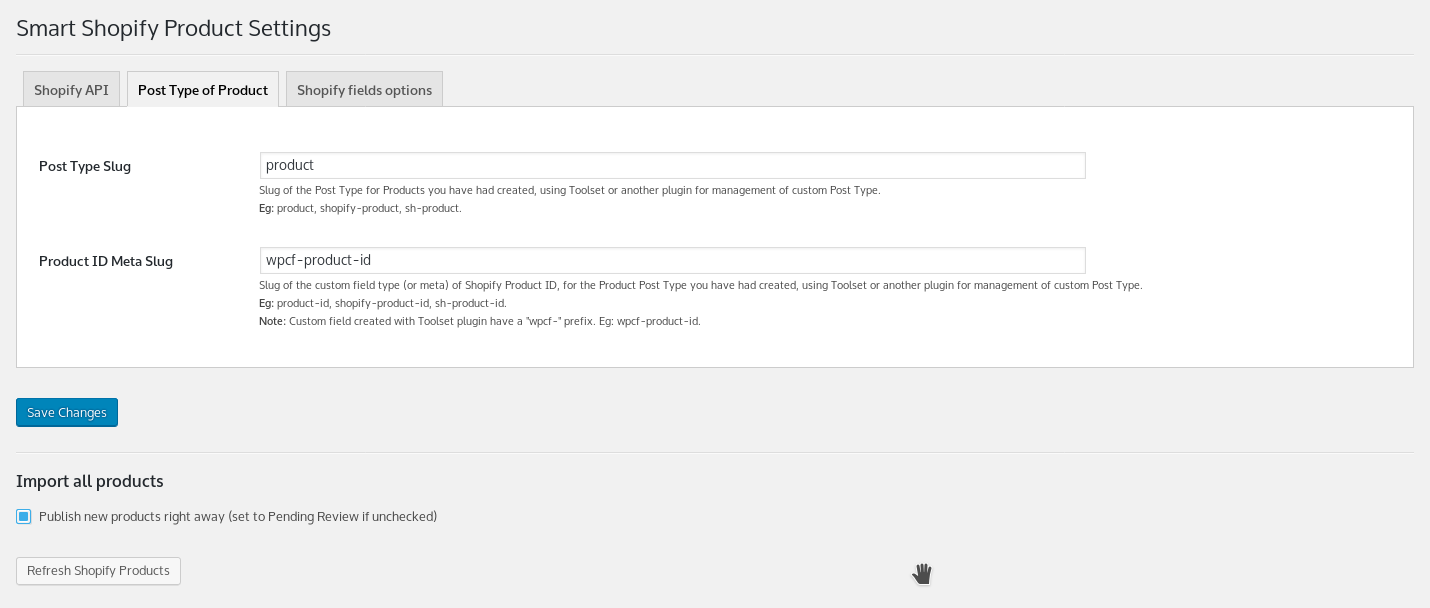 Smart Shopify Product Settings
Shopify API
Post Type of Product
Shopify fields options
Post Type Slug
product
Slug of the Post Type for Products you have had created, using Toolset or another plugin for management of custom Post Type.
Eg: product, shopify-product, sh-product.
Product ID Meta Slug
wpcf-product-id
Slug of the custom field type (or meta) of Shopify Product ID, for the Product Post Type you have had created, using Toolset or another plugin for management of custom Post Type.
Eg: product-id, shopify-product-id, sh-product-id.
Note: Custom field created with Toolset plugin have a "wpcf-" prefix. Eg: wpcf-product-id.
Save Changes
Import all products
Publish new products right away (set to Pending Review if unchecked)
Refresh Shopify Products